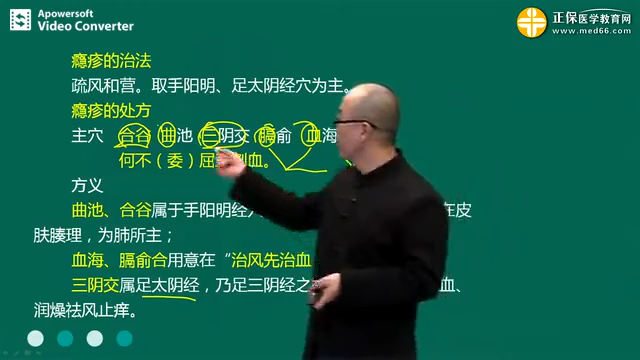 Apowersoft
Video Converter
正保医学教育网
www.med66.com
瘾疹的治法
疏风和营。取手阳明、足太阴经穴为主。
瘾疹的处方
主穴 合谷 曲池 三阴交 膈俞 血海
何不（委）屈 血。
方义
曲池、合谷属于手阳明经 在皮
肤腠理，为肺所主；
血海、膈俞合用意在“治风先治血
三阴交属足太阴经，乃足三阴经之 血、
润燥祛风止痒。